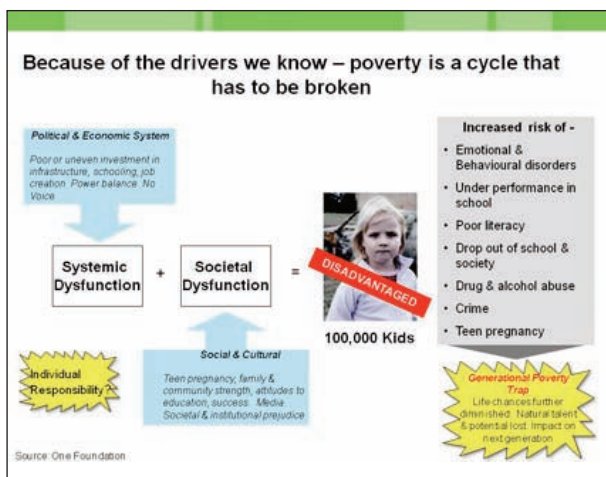 Because of the drivers we know – poverty is a cycle that
has to be broken
Political & Economic System
Poor or uneven investment in
infrastructure, schooling, job
creation. Power balance. No
Voice
Systemic
Dysfunction
+
Societal
Dysfunction
=
DISADVANTAGED
100,000 Kids
Social & Cultural
Teen pregnancy, family &
community strength, attitudes to
education, success. Media.
Societal & institutional prejudice
Individual
Responsibility?
Increased risk of -
• Emotional &
Behavioural disorders
• Under performance in
school
• Poor literacy
• Drop out of school &
society
• Drug & alcohol abuse
• Crime
• Teen pregnancy
Generational Poverty
Trap
Life chances further
diminished. Natural talent
& potential lost. Impact on
next generation
Source: One Foundation